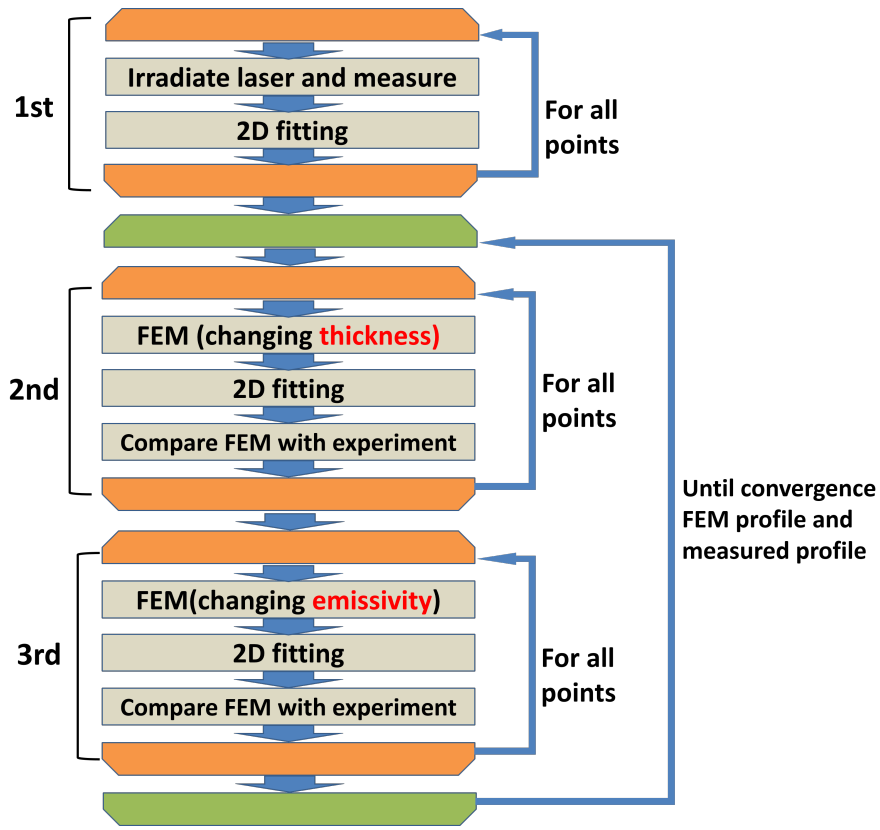 1st
Irradiate laser and measure
2D fitting
For all
points
2nd
FEM (changing thickness)
2D fitting
Compare FEM with experiment
For all
points
Until convergence
FEM profile and
measured profile
3rd
FEM(changing emissivity)
2D fitting
Compare FEM with experiment
For all
points